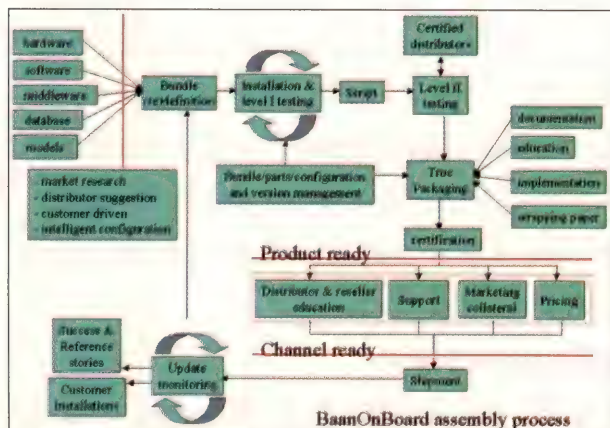 hardware
software
middleware
database
models
Bundle
(re)definition
Installation &
level I testing
Script
Certified
distributors
Level II
testing
documentation
education
implementation
wrapping paper
- market research
- distributor suggestion
- customer driven
- intelligent configuration
Bundle/parts/configuration
and version management
True
Packaging
certification
Product ready
Distributor & reseller
education
Support
Marketing
collateral
Pricing
Channel ready
Success &
Reference
stories
Customer
Installations
Update
monitoring
Shipment
BaanOnBoard assembly process